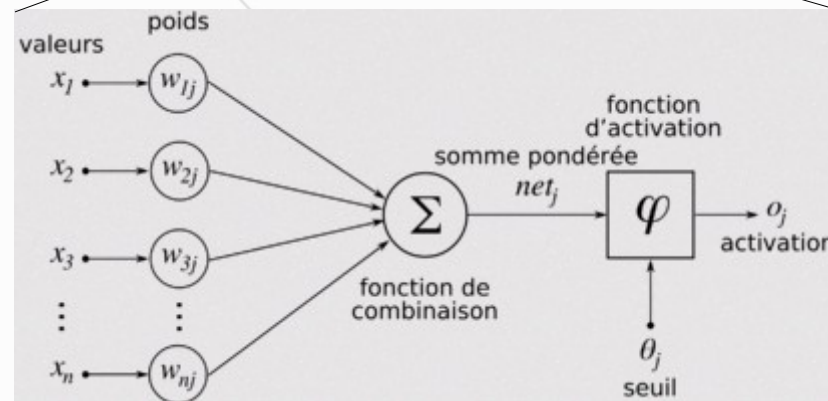 poids
valeurs
x1
w1j
fonction
d'activation
x2
w2j
somme pondérée
netj
Σ
φ
oj
activation
x3
w3j
fonction de
combinaison
⋮ ⋮
θj
seuil
xn
wnj